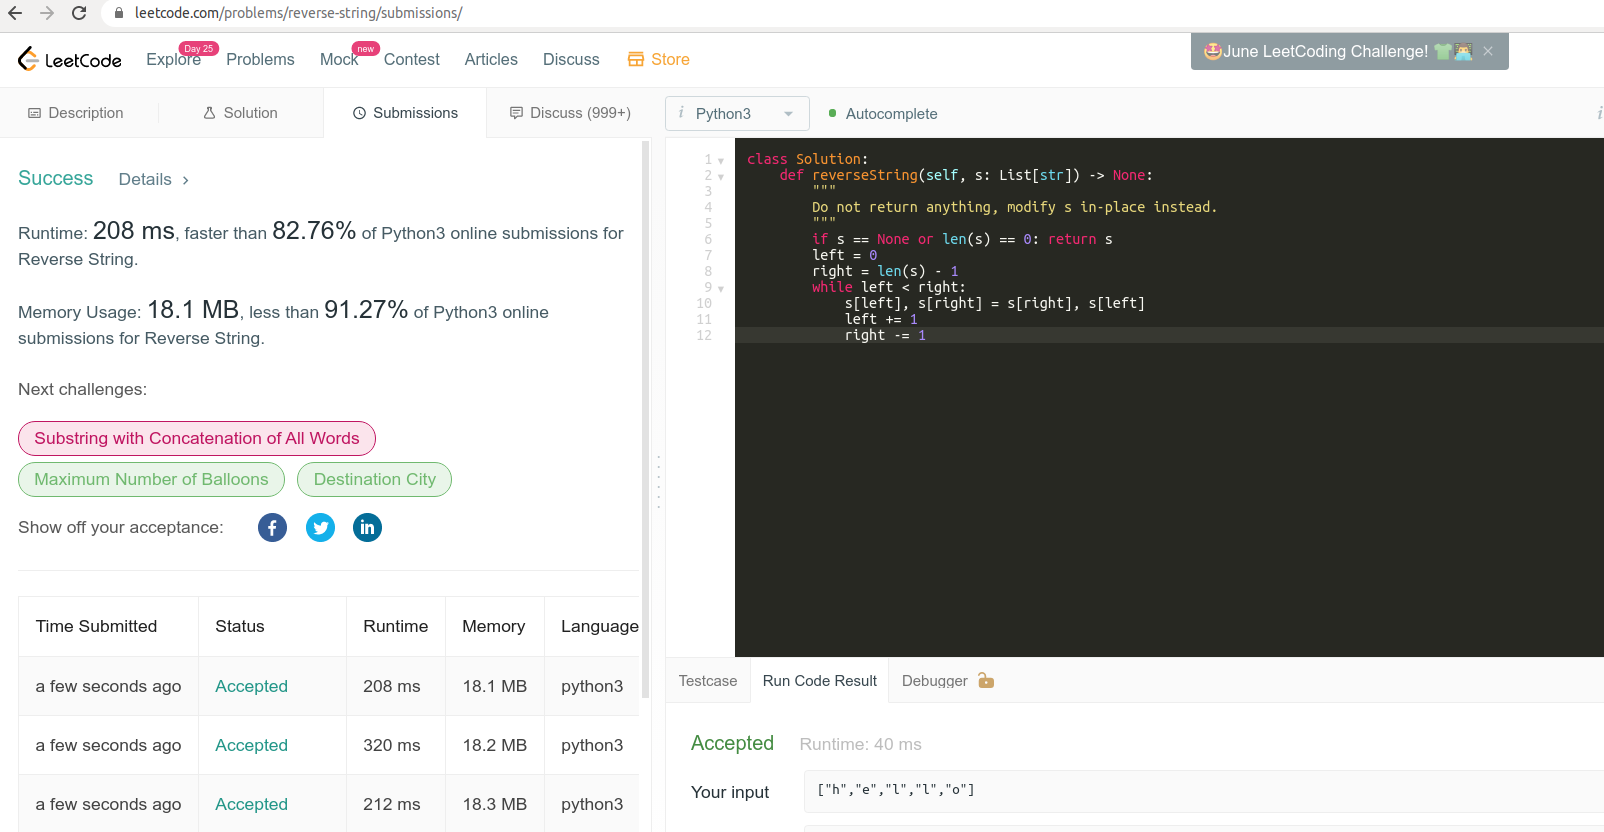 leetcode.com/problems/reverse-string/submissions/
LeetCode Explore Day 25 Problems Mock new Contest Articles Discuss Store
🤩June LeetCoding Challenge! 👕👨‍💻 ×
Description Solution Submissions Discuss (999+)
i Python3 Autocomplete i
Success Details ›
Runtime: 208 ms, faster than 82.76% of Python3 online submissions for
Reverse String.
Memory Usage: 18.1 MB, less than 91.27% of Python3 online
submissions for Reverse String.
Next challenges:
Substring with Concatenation of All Words
Maximum Number of Balloons Destination City
Show off your acceptance: f in
Time Submitted Status Runtime Memory Language
a few seconds ago Accepted 208 ms 18.1 MB python3
a few seconds ago Accepted 320 ms 18.2 MB python3
a few seconds ago Accepted 212 ms 18.3 MB python3
1 class Solution:
2 def reverseString(self, s: List[str]) -> None:
3 """
4 Do not return anything, modify s in-place instead.
5 """
6 if s == None or len(s) == 0: return s
7 left = 0
8 right = len(s) - 1
9 while left < right:
10 s[left], s[right] = s[right], s[left]
11 left += 1
12 right -= 1
Testcase Run Code Result Debugger
Accepted Runtime: 40 ms
Your input ["h","e","l","l","o"]